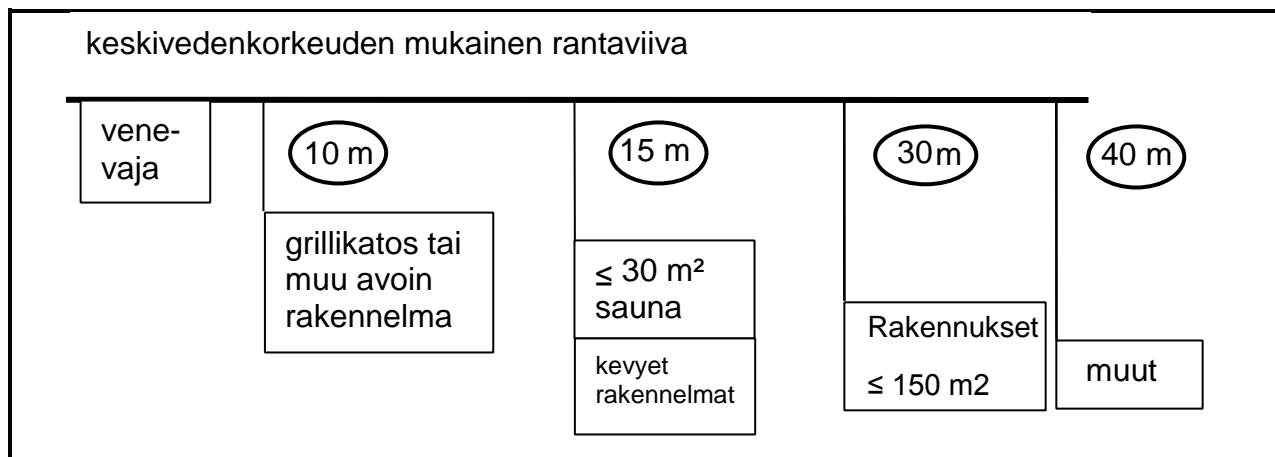 keskivedenkorkeuden mukainen rantaviiva
vene-
vaja
10 m
grillikatos tai
muu avoin
rakennelma
15 m
≤ 30 m²
sauna
kevyet
rakennelmat
30 m
Rakennukset
≤ 150 m2
40 m
muut